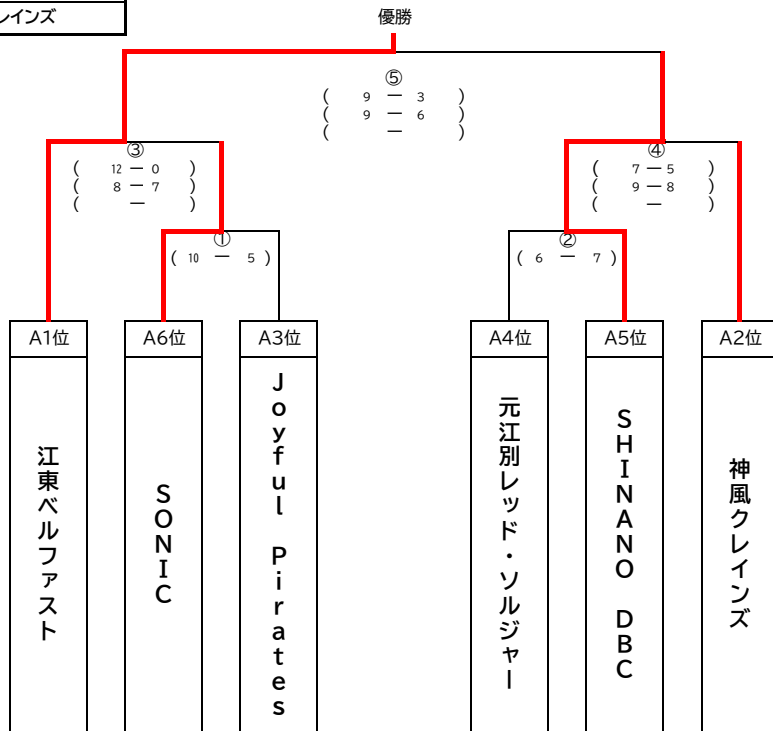 レインズ
優勝
⑤
( 9 ー 3 )
( 9 ー 6 )
( ー )
③
( 12 ー 0 )
( 8 ー 7 )
( ー )
④
( 7 ー 5 )
( 9 ー 8 )
( ー )
①
( 10 ー 5 )
②
( 6 ー 7 )
A1位
A6位
A3位
A4位
A5位
A2位
江東ベルファスト
SONIC
Joyful Pirates
元江別レッド・ソルジャー
SHINANO DBC
神風クレインズ